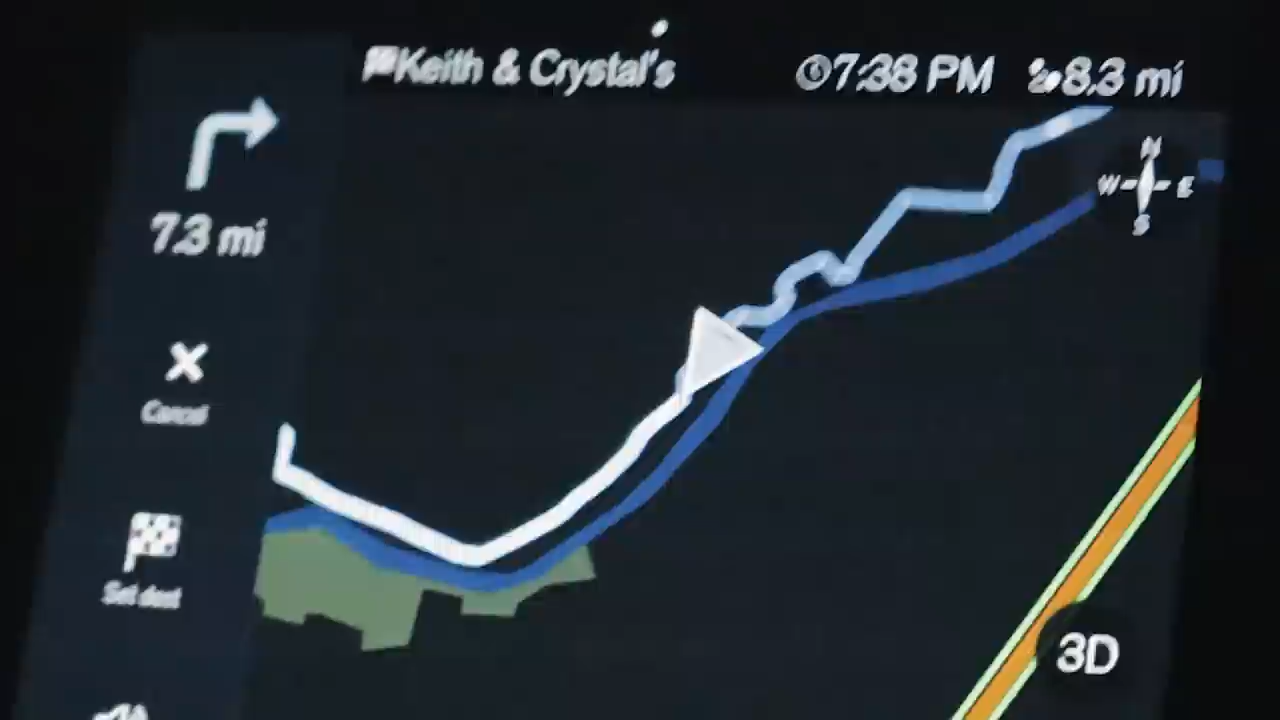 Keith & Crystal's
7:38 PM
8.3 mi
7.3 mi
Cancel
Set dest
N
W E
S
3D